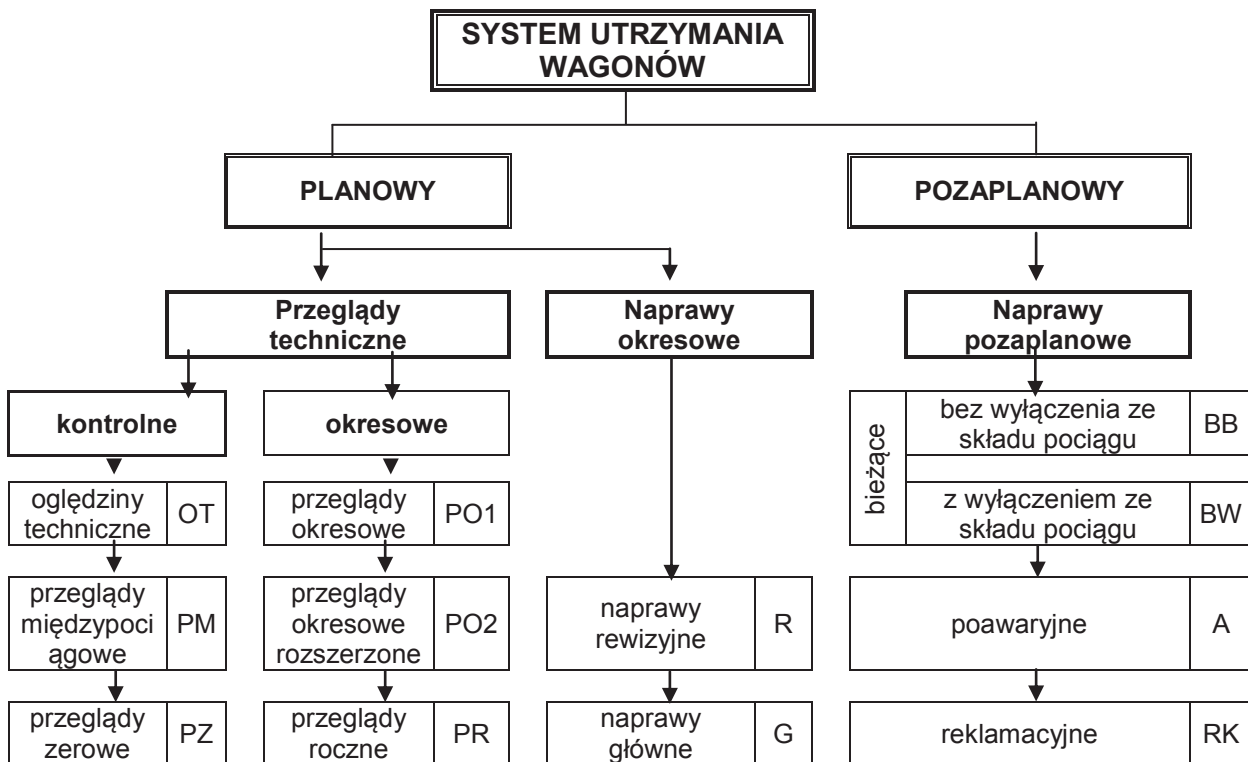 SYSTEM UTRZYMANIA
WAGONÓW
PLANOWY
POZAPLANOWY
Przeglądy
techniczne
Naprawy
okresowe
Naprawy
pozaplanowe
kontrolne
okresowe
bieżące
bez wyłączenia ze
składu pociągu
BB
oględziny
techniczne
OT
przeglądy
okresowe
PO1
z wyłączeniem ze
składu pociągu
BW
przeglądy
międzypoci
ągowe
PM
przeglądy
okresowe
rozszerzone
PO2
naprawy
rewizyjne
R
poawaryjne
A
przeglądy
zerowe
PZ
przeglądy
roczne
PR
naprawy
główne
G
reklamacyjne
RK